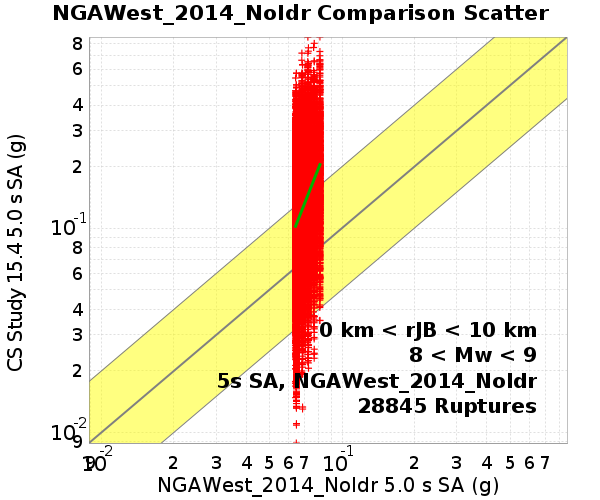 NGAWest_2014_NoIdr Comparison Scatter
CS Study 15.4 5.0 s SA (g)
8
6
4
3
2
10-1
8
6
4
3
2
10-2
9
0 km < rJB < 10 km
8 < Mw < 9
5s SA, NGAWest_2014_NoIdr
28845 Ruptures
9 10-2 2 3 4 5 6 7 10-1 2 3 4 5 6 7
NGAWest_2014_NoIdr 5.0 s SA (g)